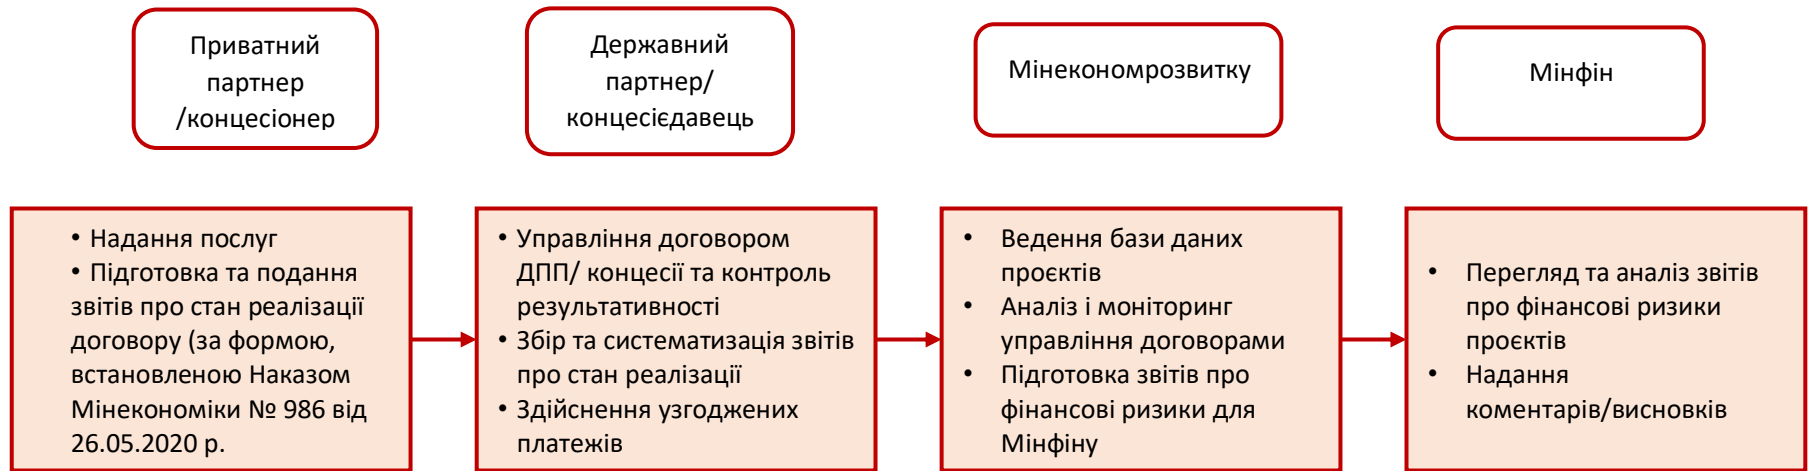 Приватний
партнер
/концесіонер
Державний
партнер/
концесієдавець
Мінекономрозвитку
Мінфін
• Надання послуг
• Підготовка та подання
звітів про стан реалізації
договору (за формою,
встановленою Наказом
Мінекономіки № 986 від
26.05.2020 р.
• Управління договором
ДПП/ концесії та контроль
результативності
• Збір та систематизація звітів
про стан реалізації
• Здійснення узгоджених
платежів
• Ведення бази даних
проєктів
• Аналіз і моніторинг
управління договорами
• Підготовка звітів про
фінансові ризики для
Мінфіну
• Перегляд та аналіз звітів
про фінансові ризики
проєктів
• Надання
коментарів/висновків